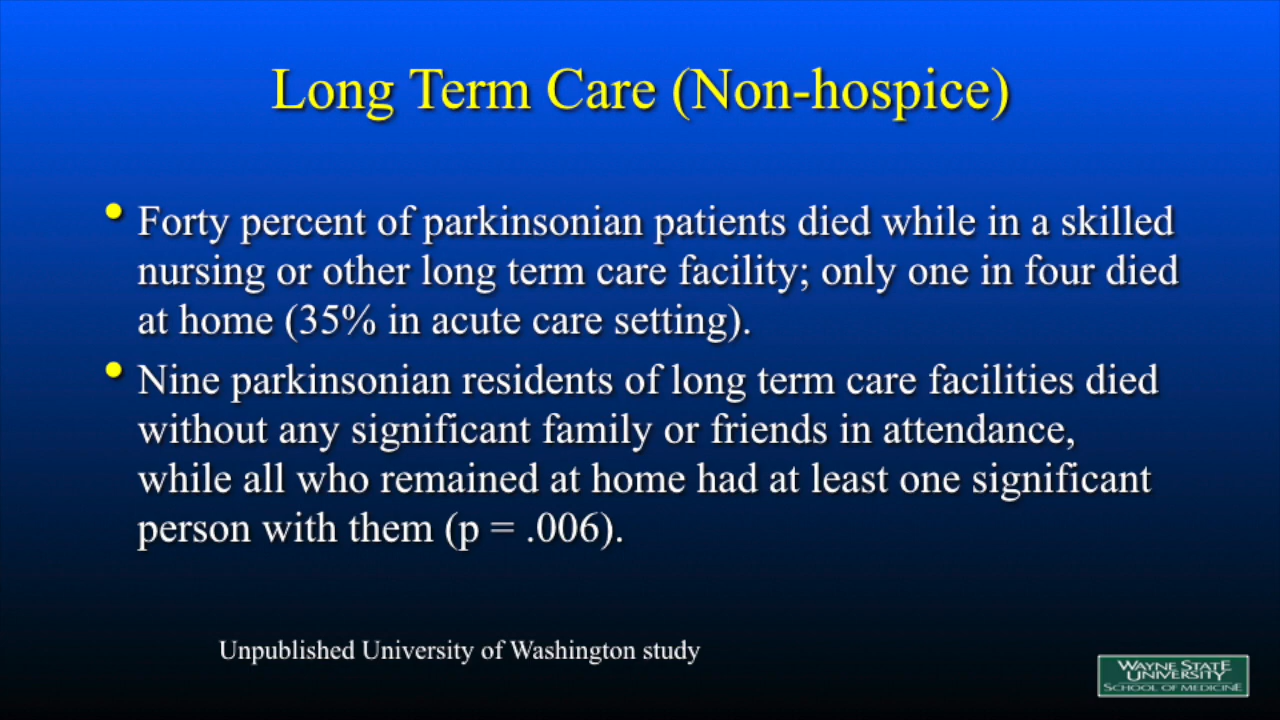 Long Term Care (Non-hospice)
• Forty percent of parkinsonian patients died while in a skilled
nursing or other long term care facility; only one in four died
at home (35% in acute care setting).
• Nine parkinsonian residents of long term care facilities died
without any significant family or friends in attendance,
while all who remained at home had at least one significant
person with them (p = .006).
Unpublished University of Washington study
WAYNE STATE
UNIVERSITY
SCHOOL OF MEDICINE